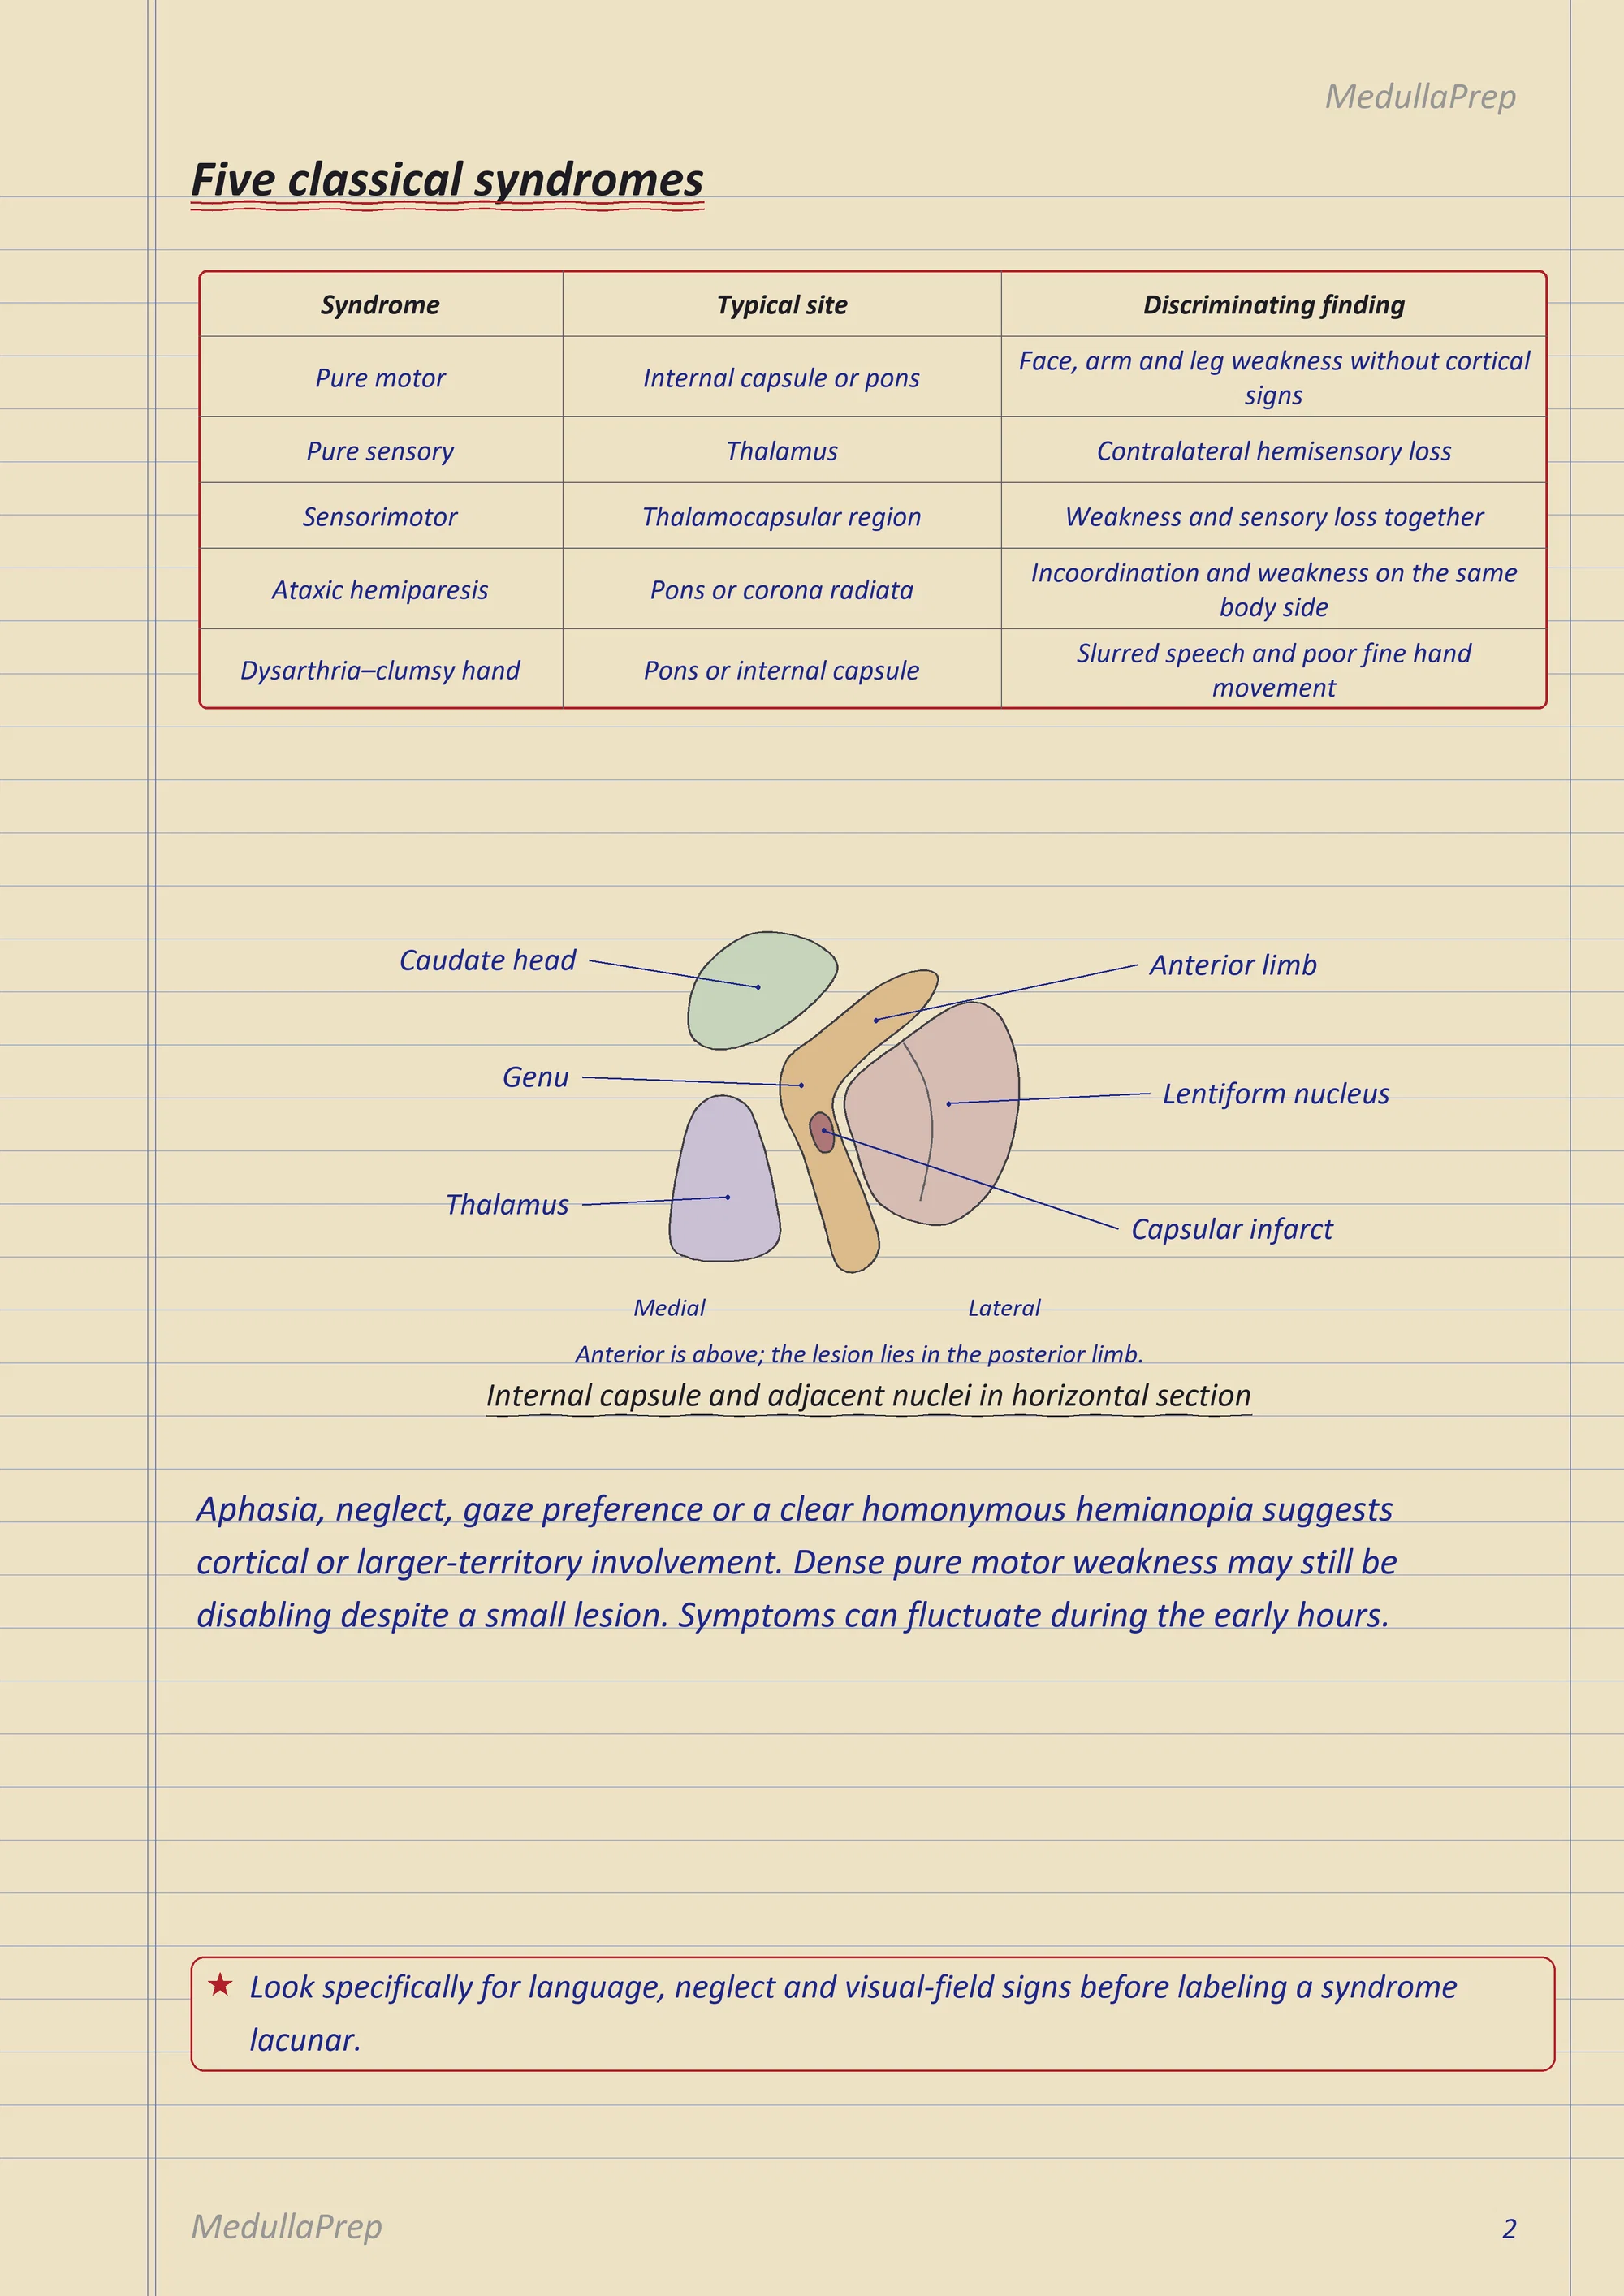 MedullaPrep
Five classical syndromes
Syndrome Typical site Discriminating finding
Pure motor Internal capsule or pons Face, arm and leg weakness without cortical
signs
Pure sensory Thalamus Contralateral hemisensory loss
Sensorimotor Thalamocapsular region Weakness and sensory loss together
Ataxic hemiparesis Pons or corona radiata Incoordination and weakness on the same
body side
Dysarthria–clumsy hand Pons or internal capsule Slurred speech and poor fine hand
movement
Caudate head
Anterior limb
Genu
Lentiform nucleus
Thalamus
Capsular infarct
Medial Lateral
Anterior is above; the lesion lies in the posterior limb.
Internal capsule and adjacent nuclei in horizontal section
Aphasia, neglect, gaze preference or a clear homonymous hemianopia suggests
cortical or larger-territory involvement. Dense pure motor weakness may still be
disabling despite a small lesion. Symptoms can fluctuate during the early hours.
★ Look specifically for language, neglect and visual-field signs before labeling a syndrome
lacunar.
MedullaPrep 2